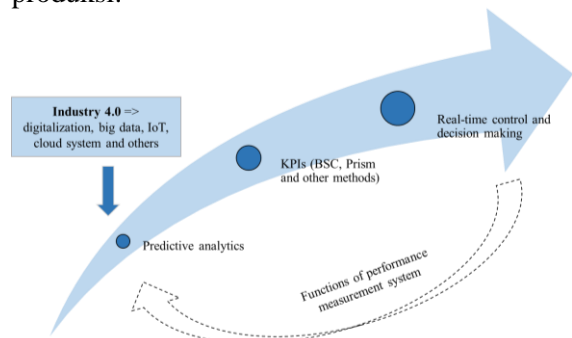 produksi.
Industry 4.0 =>
digitalization, big data, IoT,
cloud system and others
Real-time control and
decision making
KPIs (BSC, Prism
and other methods)
Predictive analytics
Functions of performance
measurement system